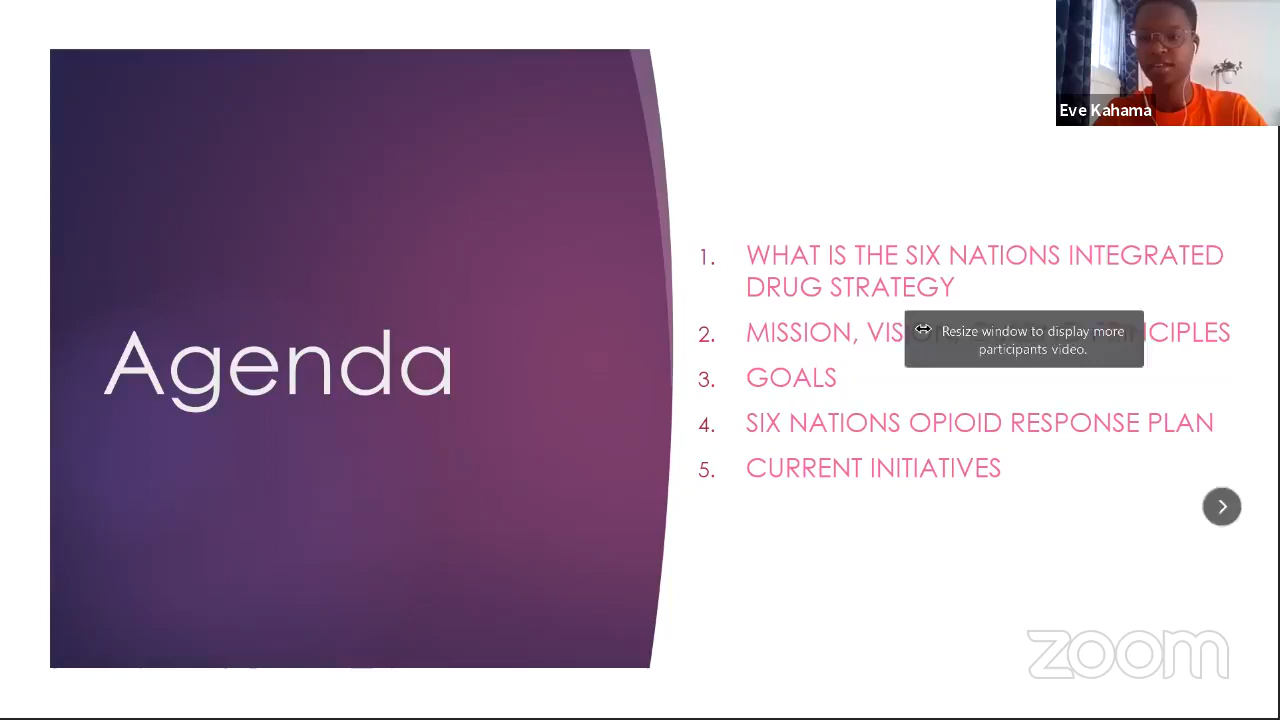 Eve Kahama
Agenda
1. WHAT IS THE SIX NATIONS INTEGRATED
DRUG STRATEGY
2. MISSION, PRINCIPLES
Resize window to display more
participants video.
3. GOALS
4. SIX NATIONS OPIOID RESPONSE PLAN
5. CURRENT INITIATIVES
zoom